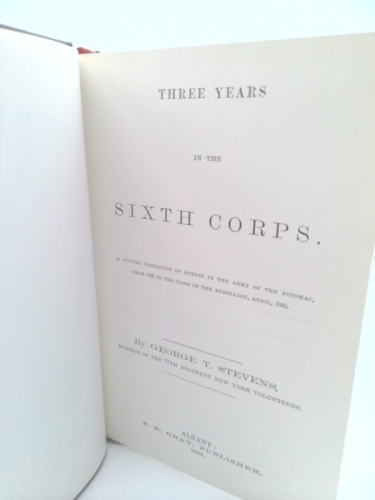 THREE YEARS
IN THE
SIXTH CORPS.
A CONCISE NARRATIVE OF EVENTS IN THE ARMY OF THE POTOMAC,
FROM 1861 TO THE CLOSE OF THE REBELLION, APRIL, 1865.
By GEORGE T. STEVENS,
SURGEON OF THE 77TH REGIMENT NEW YORK VOLUNTEERS.
ALBANY:
S. R. GRAY, PUBLISHER.
1866.